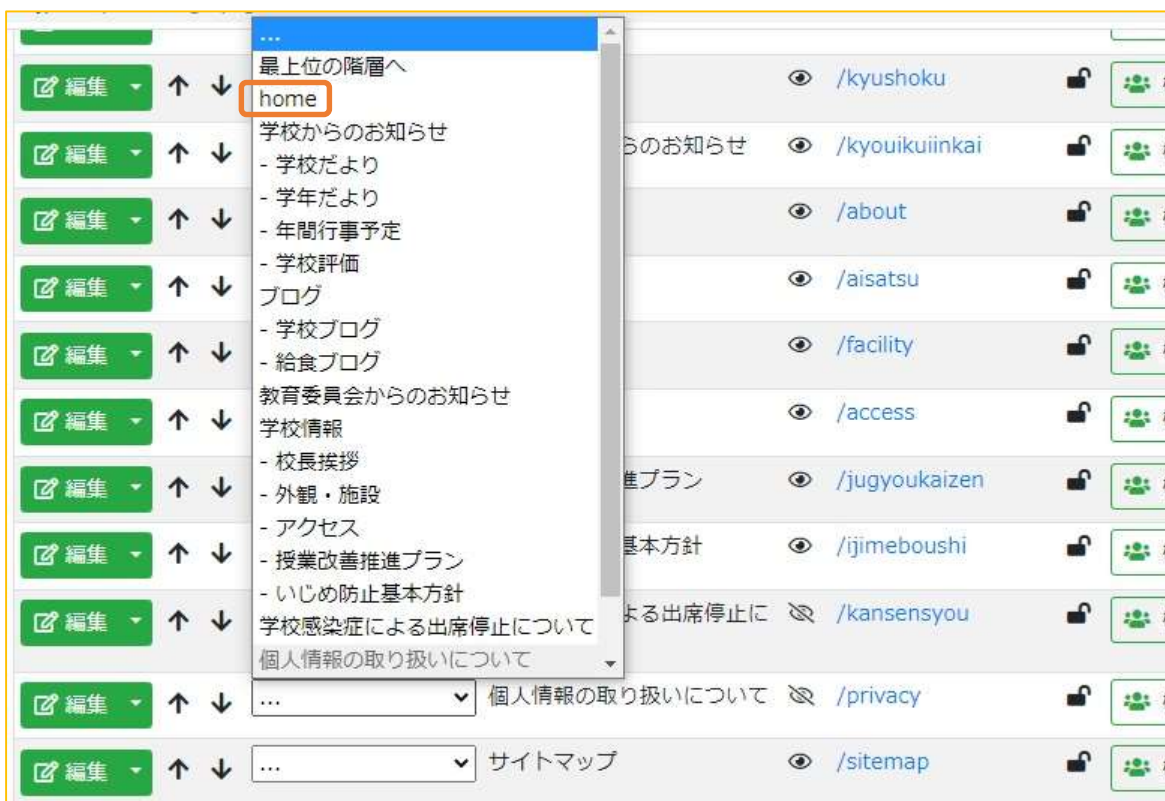 ...
最上位の階層へ
home
学校からのお知らせ
- 学校だより
- 学年だより
- 年間行事予定
- 学校評価
ブログ
- 学校ブログ
- 給食ブログ
教育委員会からのお知らせ
学校情報
- 校長挨拶
- 外観・施設
- アクセス
- 授業改善推進プラン
- いじめ防止基本方針
学校感染症による出席停止について
個人情報の取り扱いについて
編集 /kyushoku
編集 らのお知らせ /kyouikuiinkai
編集 /about
編集 /aisatsu
編集 /facility
編集 /access
編集 進プラン /jugyoukaizen
編集 基本方針 /ijimeboushi
編集 よる出席停止に /kansensyou
編集 ... 個人情報の取り扱いについて /privacy
編集 ... サイトマップ /sitemap